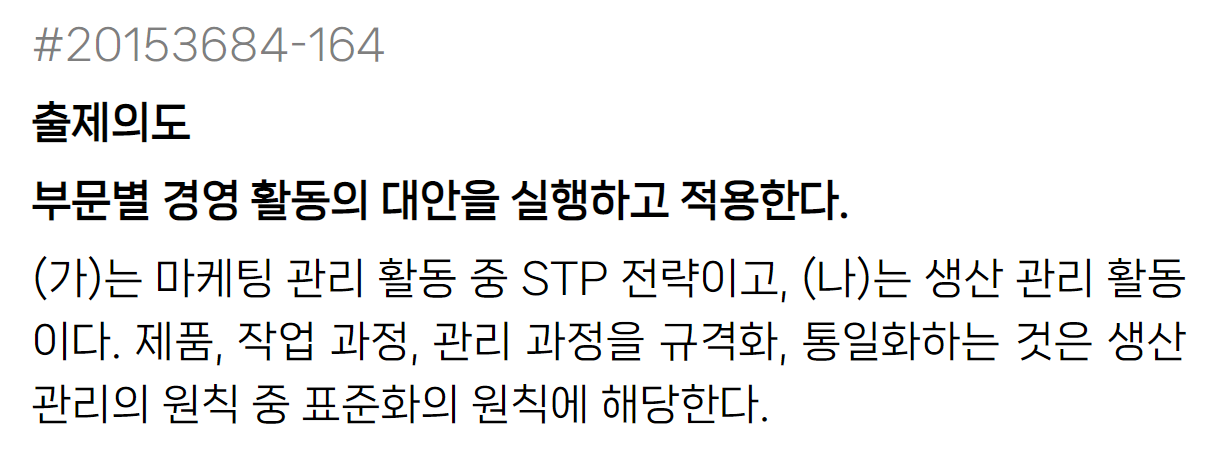 #20153684-164
출제의도
부문별 경영 활동의 대안을 실행하고 적용한다.
(가)는 마케팅 관리 활동 중 STP 전략이고, (나)는 생산 관리 활동
이다. 제품, 작업 과정, 관리 과정을 규격화, 통일화하는 것은 생산
관리의 원칙 중 표준화의 원칙에 해당한다.